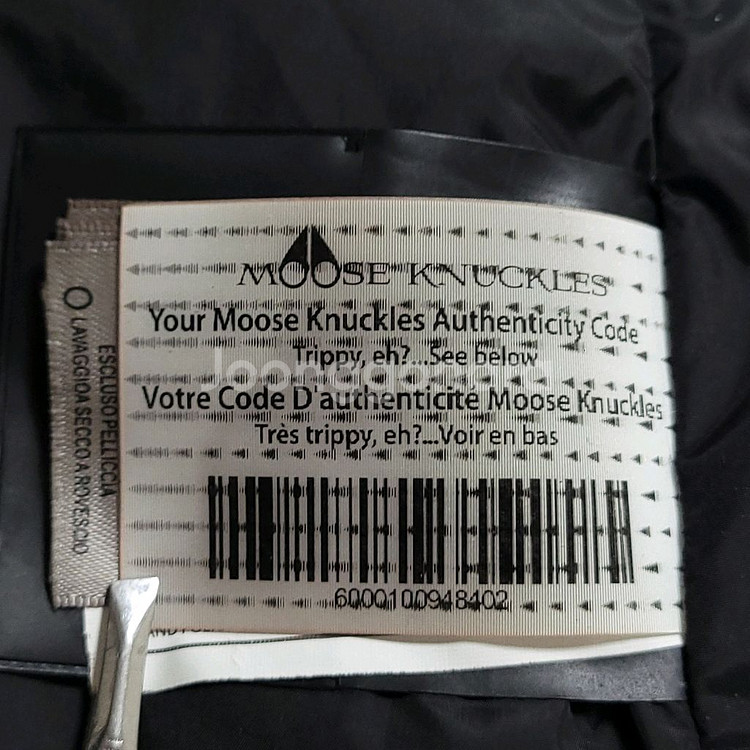 MOOSE KNUCKLES
Your Moose Knuckles Authenticity Code
Trippy, eh?...See below
Votre Code D'authenticité Moose Knuckles
Très trippy, eh?...Voir en bas
6000100948402
ESCLUSO PELLICCIA
LAVAGGIO A SECCO A ROVESCIO